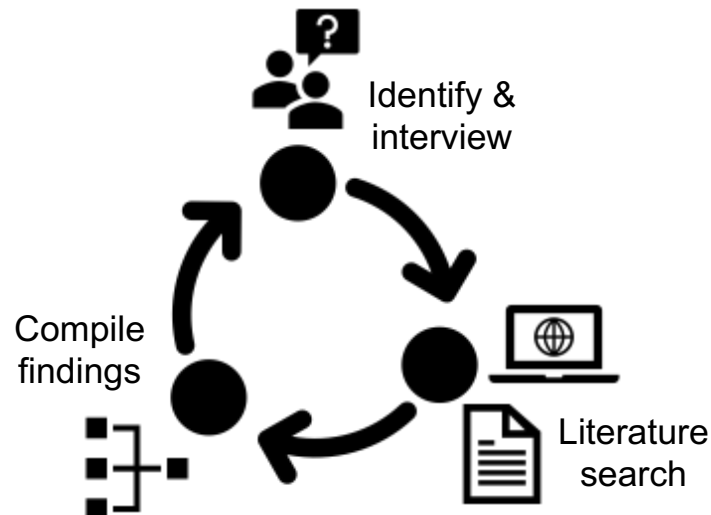 ?
Identify &
interview
Compile
findings
Literature
search